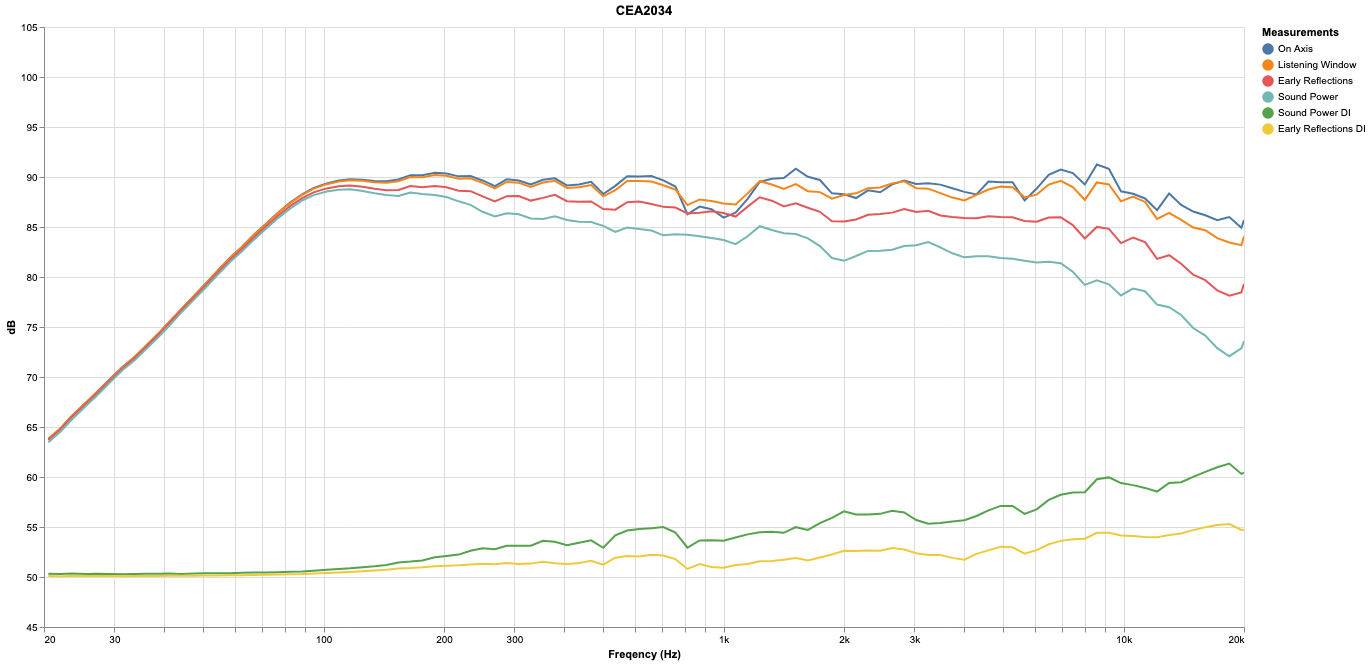 CEA2034
105
100
95
90
85
80
75
70
65
60
55
50
45
dB
20
30
100
200
300
1k
2k
3k
10k
20k
Freqency (Hz)
Measurements
On Axis
Listening Window
Early Reflections
Sound Power
Sound Power DI
Early Reflections DI